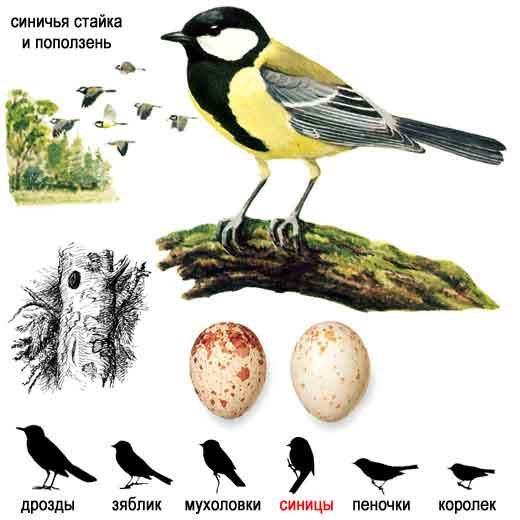 синичья стайка
и поползень
дрозды зяблик мухоловки синицы пеночки королек